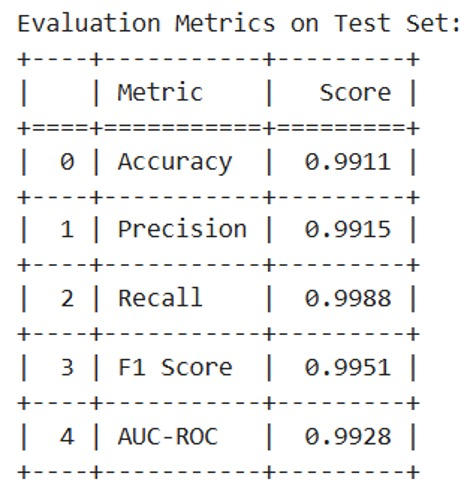 Evaluation Metrics on Test Set:
+----+-----------+---------+
|    | Metric    |   Score |
+====+===========+=========+
|  0 | Accuracy  |  0.9911 |
+----+-----------+---------+
|  1 | Precision |  0.9915 |
+----+-----------+---------+
|  2 | Recall    |  0.9988 |
+----+-----------+---------+
|  3 | F1 Score  |  0.9951 |
+----+-----------+---------+
|  4 | AUC-ROC   |  0.9928 |
+----+-----------+---------+